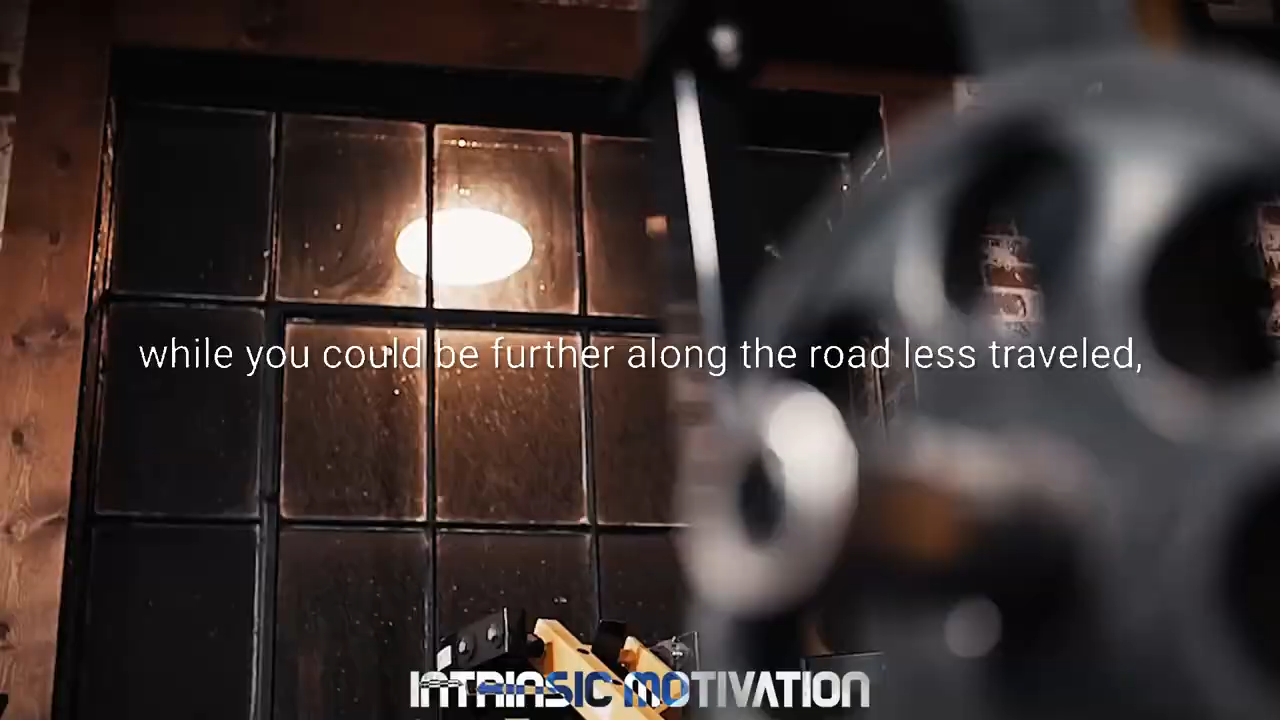 while you could be further along the road less traveled,
INTRINSIC MOTIVATION